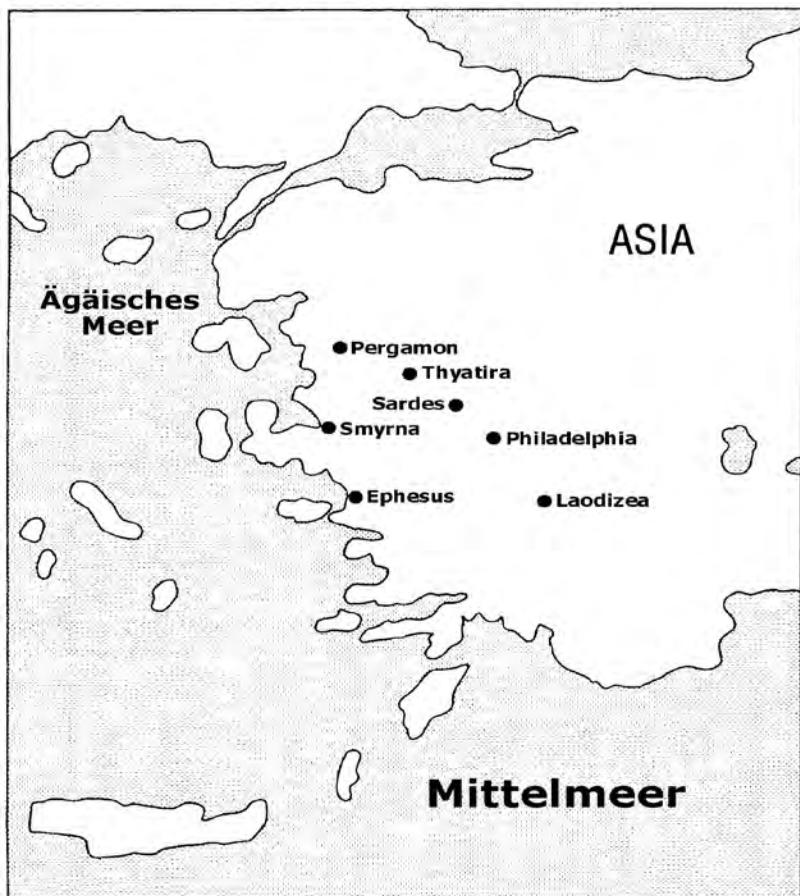 ASIA
Ägäisches
Meer
Pergamon
Thyatira
Sardes
Smyrna
Philadelphia
Ephesus
Laodizea
Mittelmeer